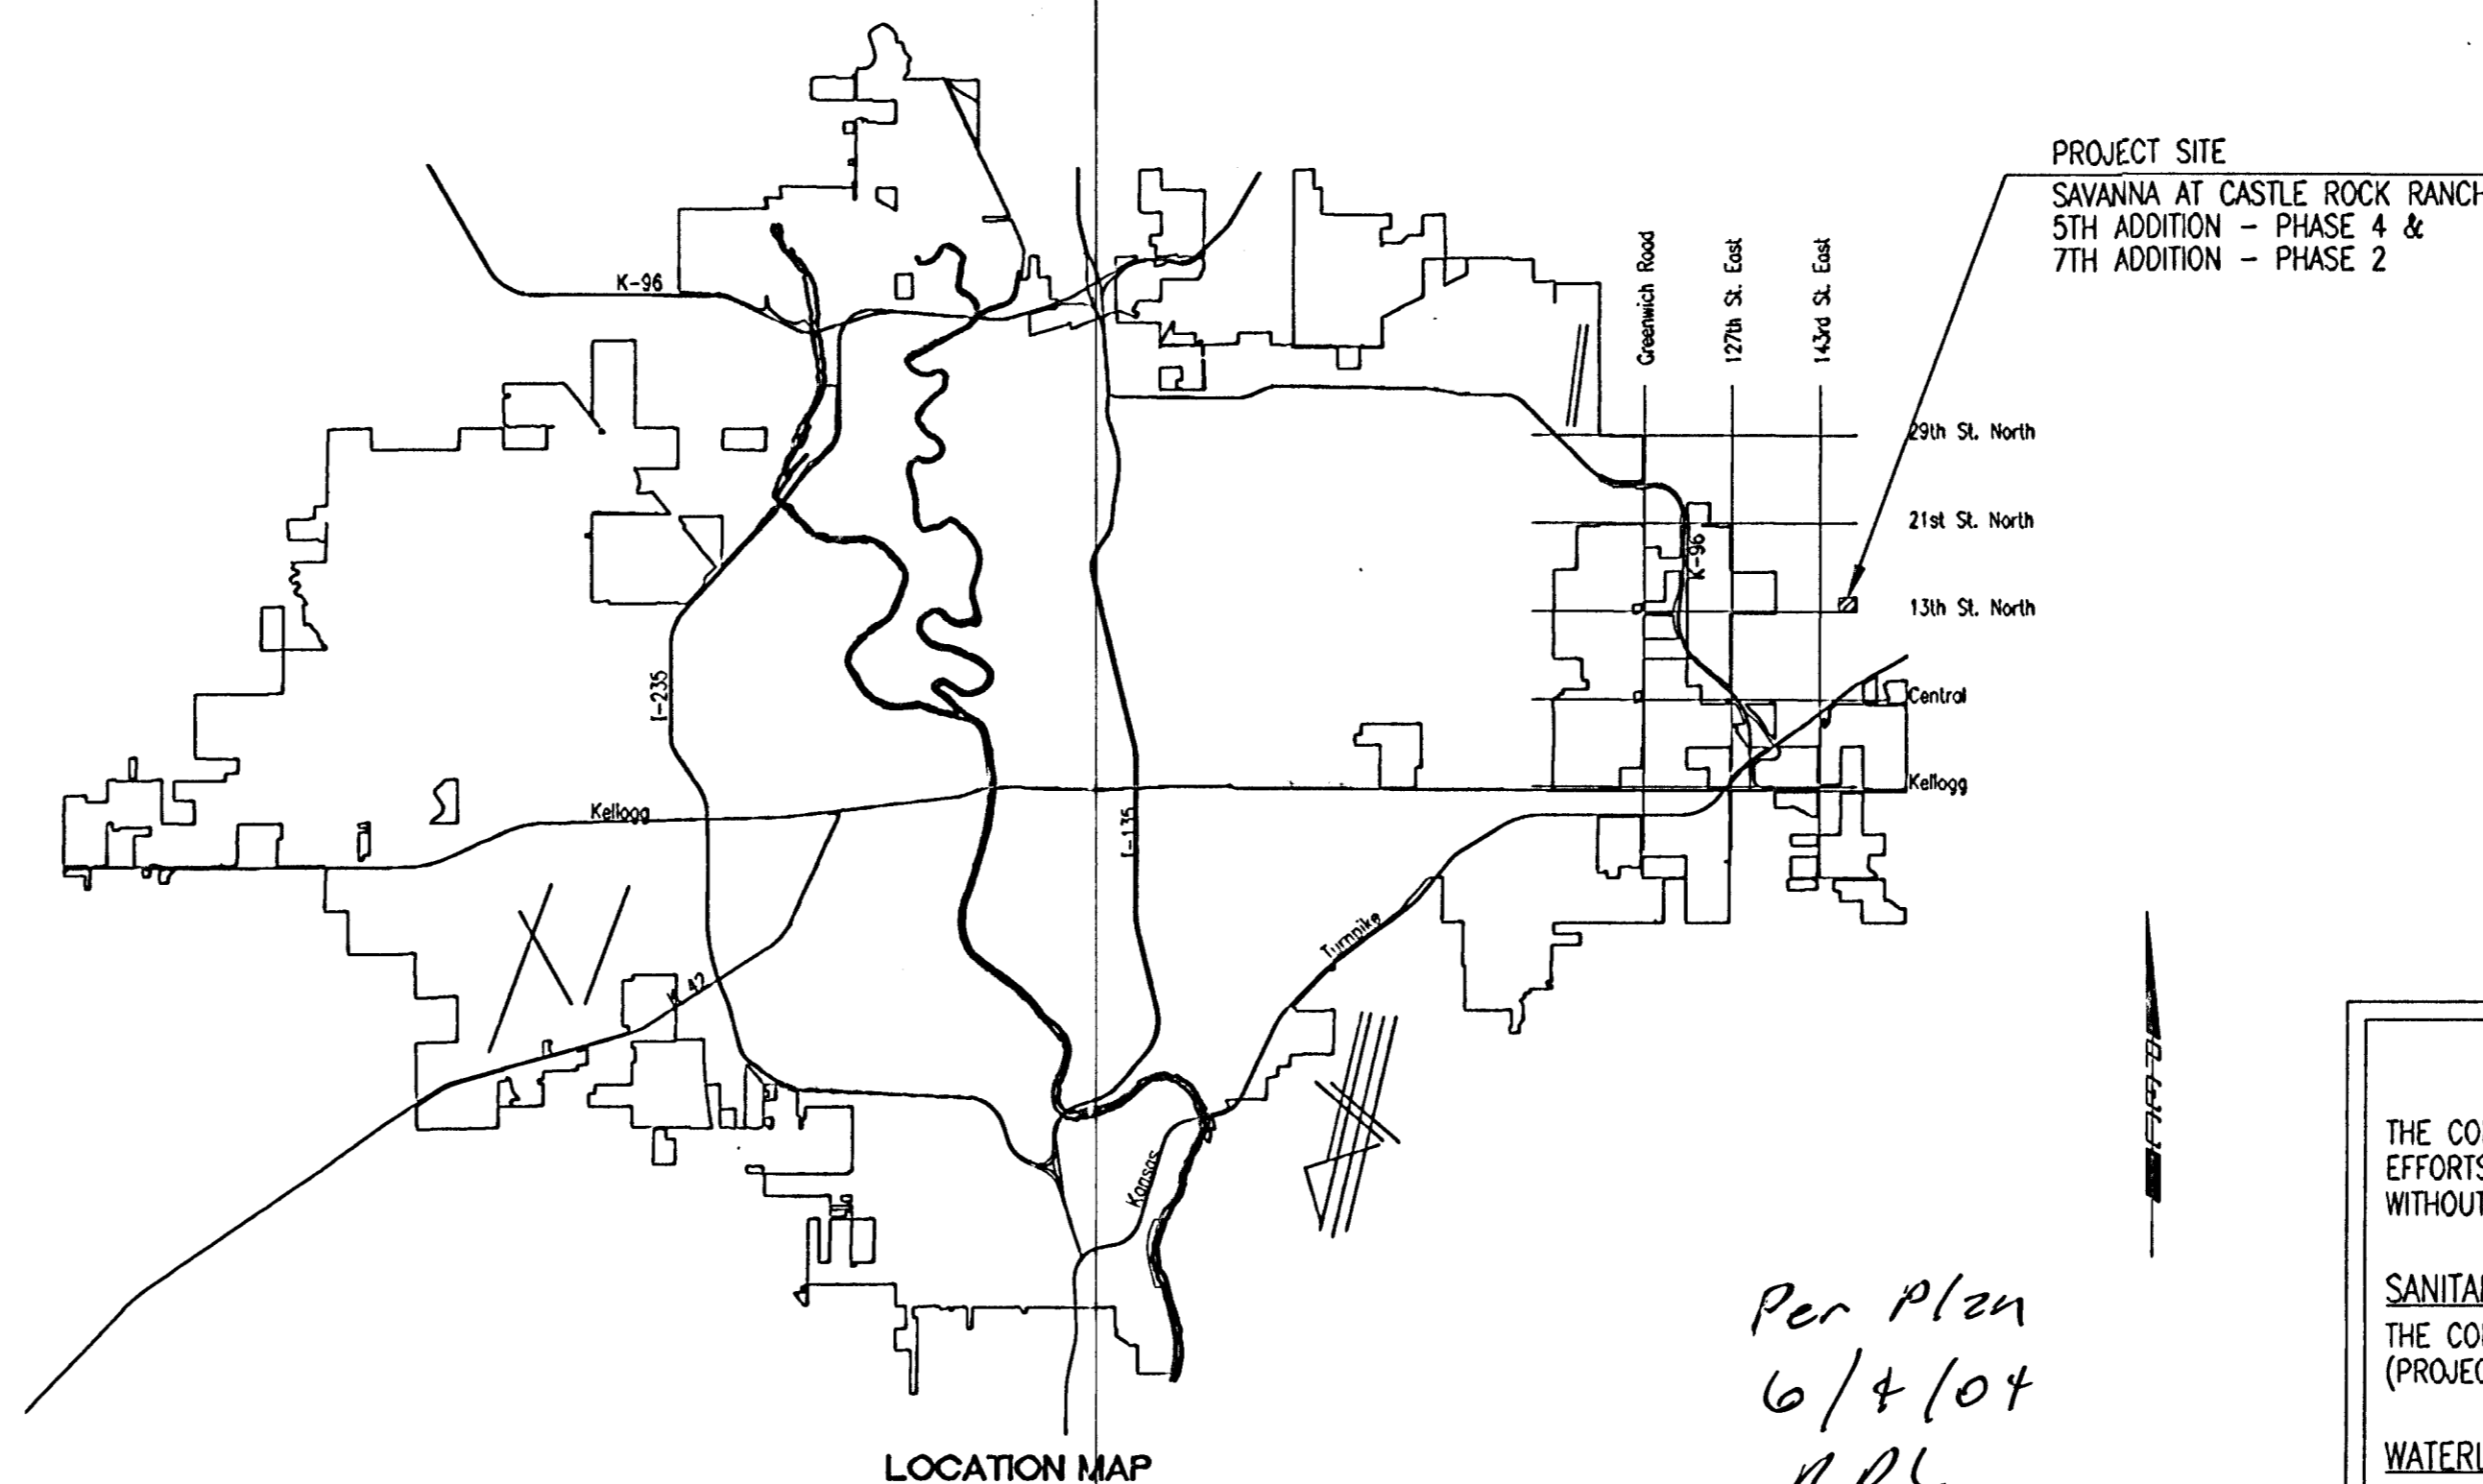 PROJECT SITE
SAVANNA AT CASTLE ROCK RANCH
5TH ADDITION - PHASE 4 &
7TH ADDITION - PHASE 2
Greenwich Road
127th St. East
143rd St. East
K-96
29th St. North
21st St. North
K-96
13th St. North
I-235
Central
Kellogg
Kellogg
I-135
Turnpike
K-42
Kansas
THE CO
EFFORTS
WITHOUT
SANITA
THE CO
(PROJEC
WATERL
Per Plan
6/4/04
LOCATION MAP